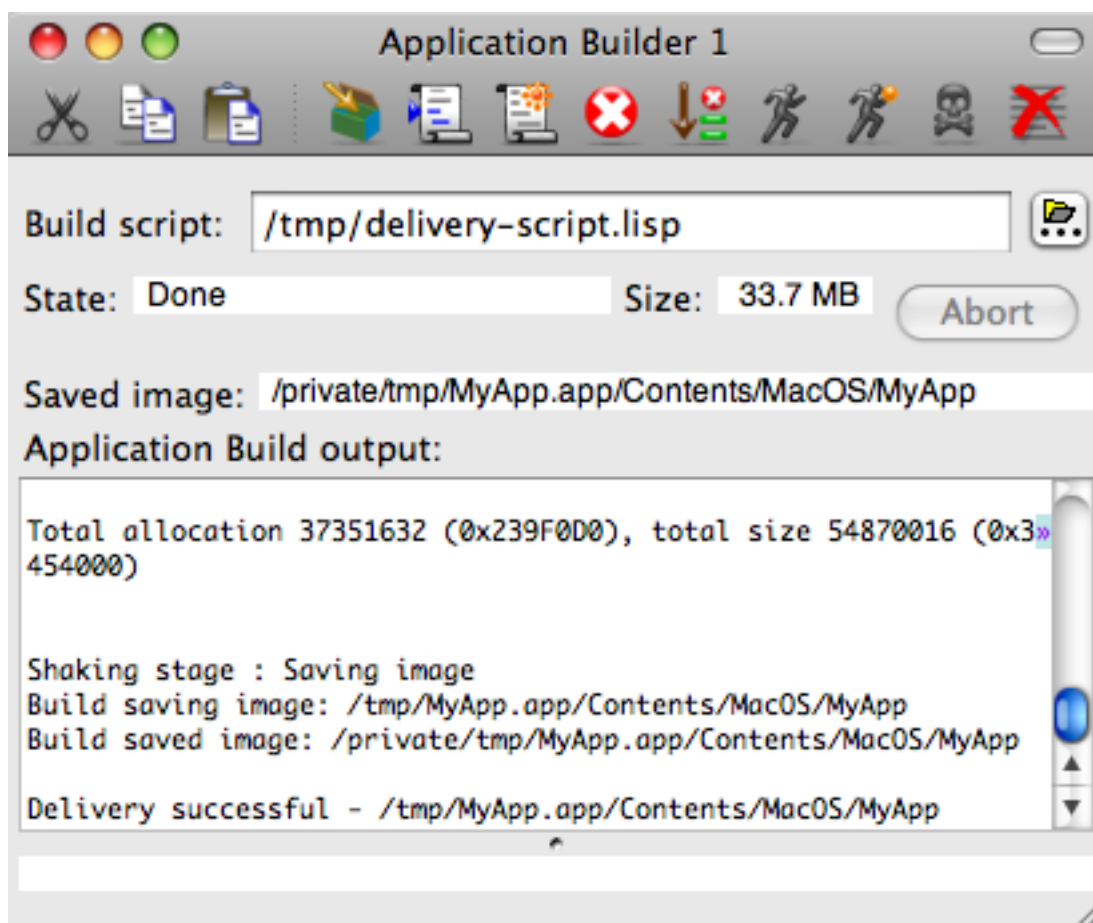 Application Builder 1
Build script: /tmp/delivery-script.lisp
State: Done Size: 33.7 MB Abort
Saved image: /private/tmp/MyApp.app/Contents/MacOS/MyApp
Application Build output:
Total allocation 37351632 (0x239F0D0), total size 54870016 (0x3»
454000)
Shaking stage : Saving image
Build saving image: /tmp/MyApp.app/Contents/MacOS/MyApp
Build saved image: /private/tmp/MyApp.app/Contents/MacOS/MyApp
Delivery successful - /tmp/MyApp.app/Contents/MacOS/MyApp